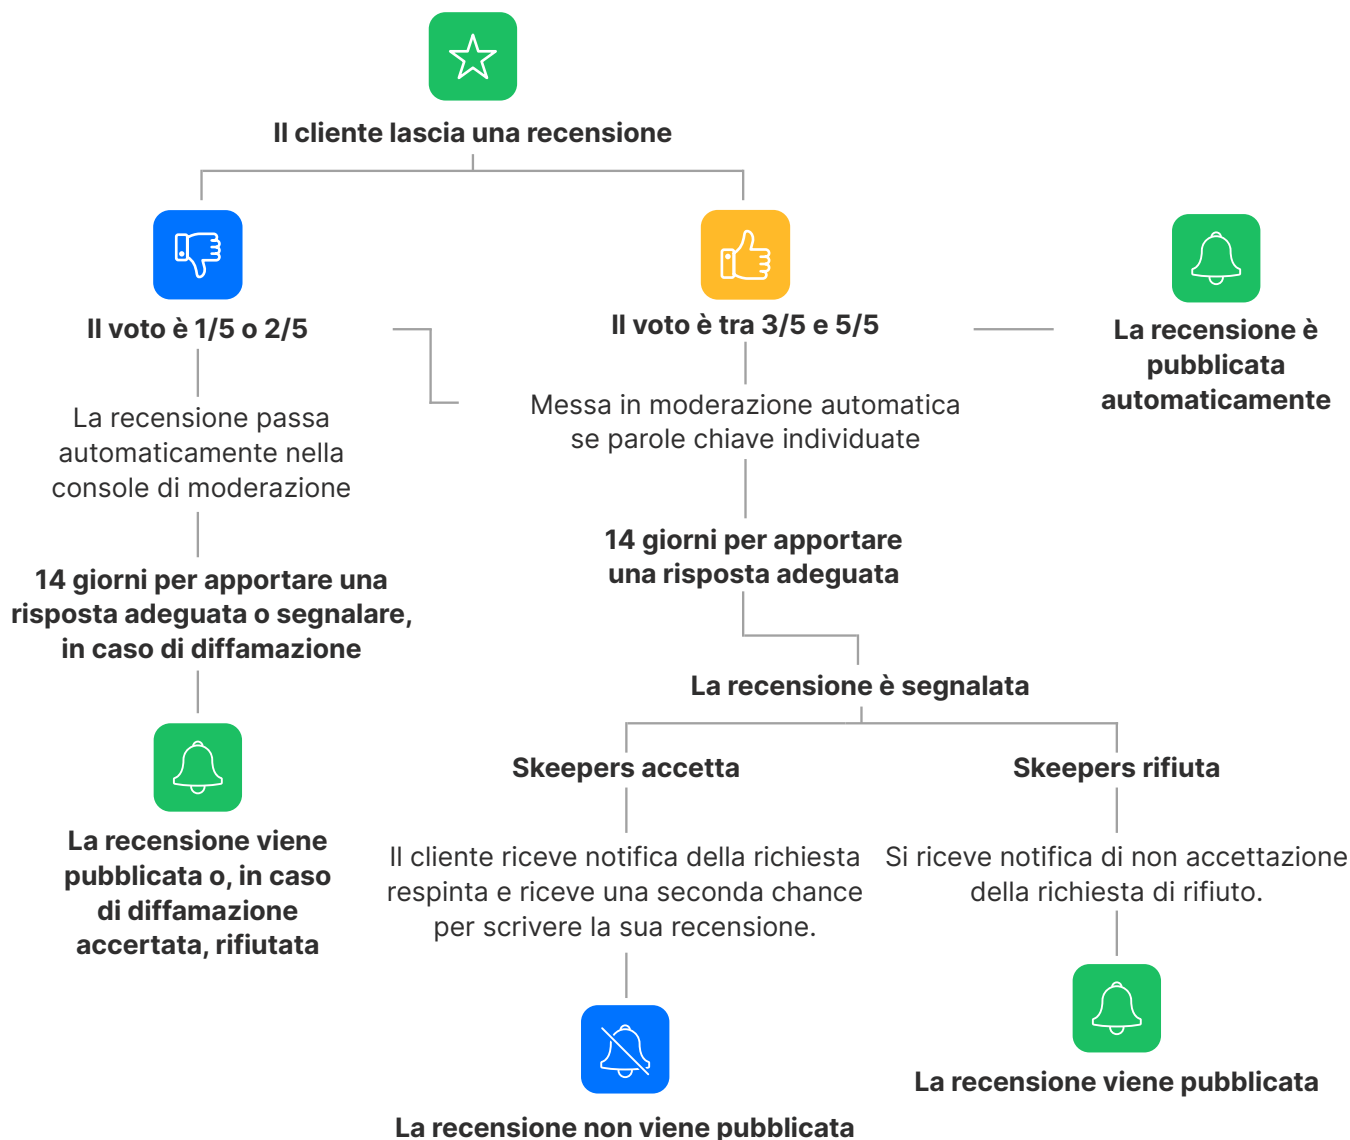 Il cliente lascia una recensione
Il voto è 1/5 o 2/5
La recensione passa
automaticamente nella
console di moderazione
14 giorni per apportare una
risposta adeguata o segnalare,
in caso di diffamazione
La recensione viene
pubblicata o, in caso
di diffamazione
accertata, rifiutata
Il voto è tra 3/5 e 5/5
Messa in moderazione automatica
se parole chiave individuate
14 giorni per apportare
una risposta adeguata
La recensione è
pubblicata
automaticamente
La recensione è segnalata
Skeepers accetta
Il cliente riceve notifica della richiesta
respinta e riceve una seconda chance
per scrivere la sua recensione.
La recensione non viene pubblicata
Skeepers rifiuta
Si riceve notifica di non accettazione
della richiesta di rifiuto.
La recensione viene pubblicata